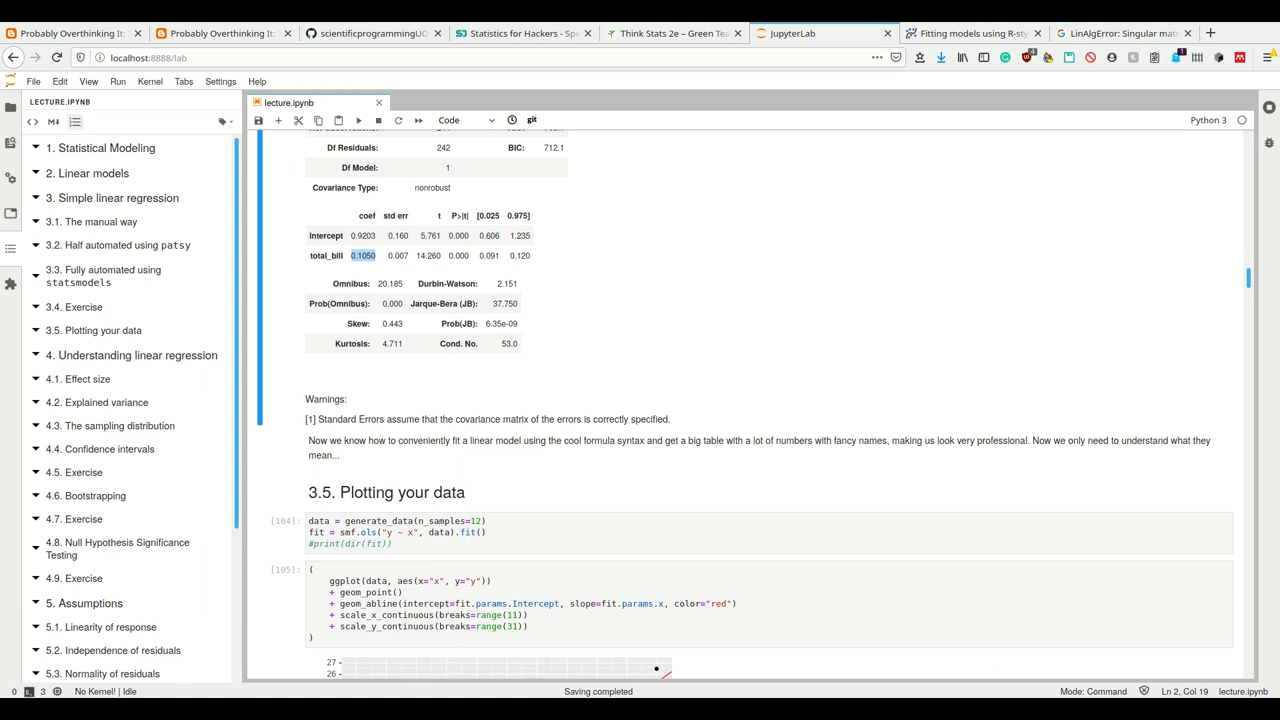 Probably Overthinking It:
Probably Overthinking It:
scientificprogrammingUO
Statistics for Hackers - Spe
Think Stats 2e – Green Tea
JupyterLab
Fitting models using R-styl
LinAlgError: Singular matri
localhost:8888/lab
File Edit View Run Kernel Tabs Settings Help
LECTURE.IPYNB
lecture.ipynb
Code
git
Python 3
1. Statistical Modeling
2. Linear models
3. Simple linear regression
3.1. The manual way
3.2. Half automated using patsy
3.3. Fully automated using
statsmodels
3.4. Exercise
3.5. Plotting your data
4. Understanding linear regression
4.1. Effect size
4.2. Explained variance
4.3. The sampling distribution
4.4. Confidence intervals
4.5. Exercise
4.6. Bootstrapping
4.7. Exercise
4.8. Null Hypothesis Significance
Testing
4.9. Exercise
5. Assumptions
5.1. Linearity of response
5.2. Independence of residuals
5.3. Normality of residuals
Df Residuals: 242 BIC: 712.1
Df Model: 1
Covariance Type: nonrobust
coef std err t P>|t| [0.025 0.975]
Intercept 0.9203 0.160 5.761 0.000 0.606 1.235
total_bill 0.1050 0.007 14.260 0.000 0.091 0.120
Omnibus: 20.185 Durbin-Watson: 2.151
Prob(Omnibus): 0.000 Jarque-Bera (JB): 37.750
Skew: 0.443 Prob(JB): 6.35e-09
Kurtosis: 4.711 Cond. No. 53.0
Warnings:
[1] Standard Errors assume that the covariance matrix of the errors is correctly specified.
Now we know how to conveniently fit a linear model using the cool formula syntax and get a big table with a lot of numbers with fancy names, making us look very professional. Now we only need to understand what they
mean...
3.5. Plotting your data
[104]: data = generate_data(n_samples=12)
fit = smf.ols("y ~ x", data).fit()
#print(dir(fit))
[105]: (
ggplot(data, aes(x="x", y="y"))
+ geom_point()
+ geom_abline(intercept=fit.params.Intercept, slope=fit.params.x, color="red")
+ scale_x_continuous(breaks=range(11))
+ scale_y_continuous(breaks=range(31))
)
27
26
0 3 No Kernel! | Idle
Saving completed
Mode: Command
Ln 2, Col 19 lecture.ipynb